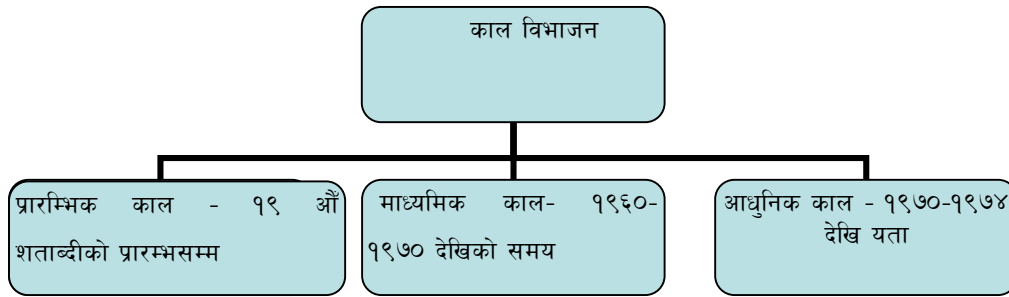 काल विभाजन
प्रारम्भिक काल - १९ औँ
शताब्दीको प्रारम्भसम्म
माध्यमिक काल- १९६०-
१९७० देखिको समय
आधुनिक काल - १९७०-१९७४
देखि यता